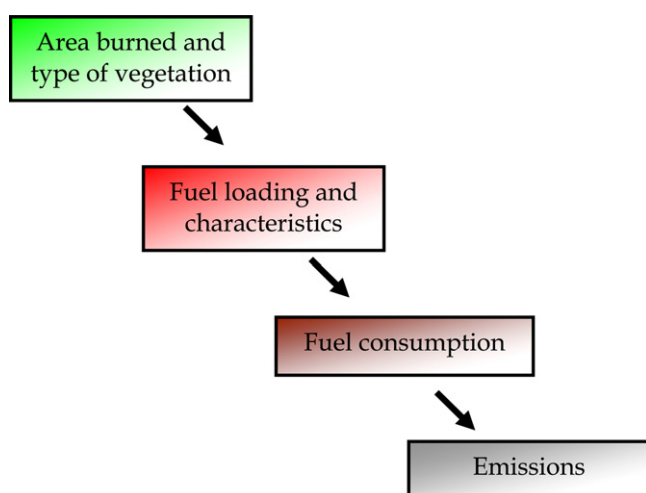 Area burned and
type of vegetation
Fuel loading and
characteristics
Fuel consumption
Emissions